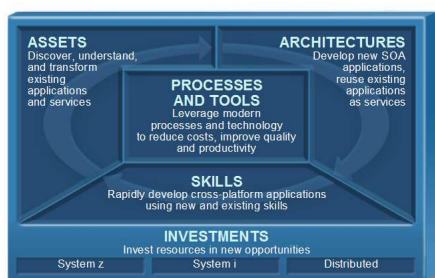 ASSETS
Discover, understand,
and transform
existing
applications
and services
ARCHITECTURES
Develop new SOA
applications,
reuse existing
applications
as services
PROCESSES
AND TOOLS
Leverage modern
processes and technology
to reduce costs, improve quality
and productivity
SKILLS
Rapidly develop cross-platform applications
using new and existing skills
INVESTMENTS
Invest resources in new opportunities
System z
System i
Distributed